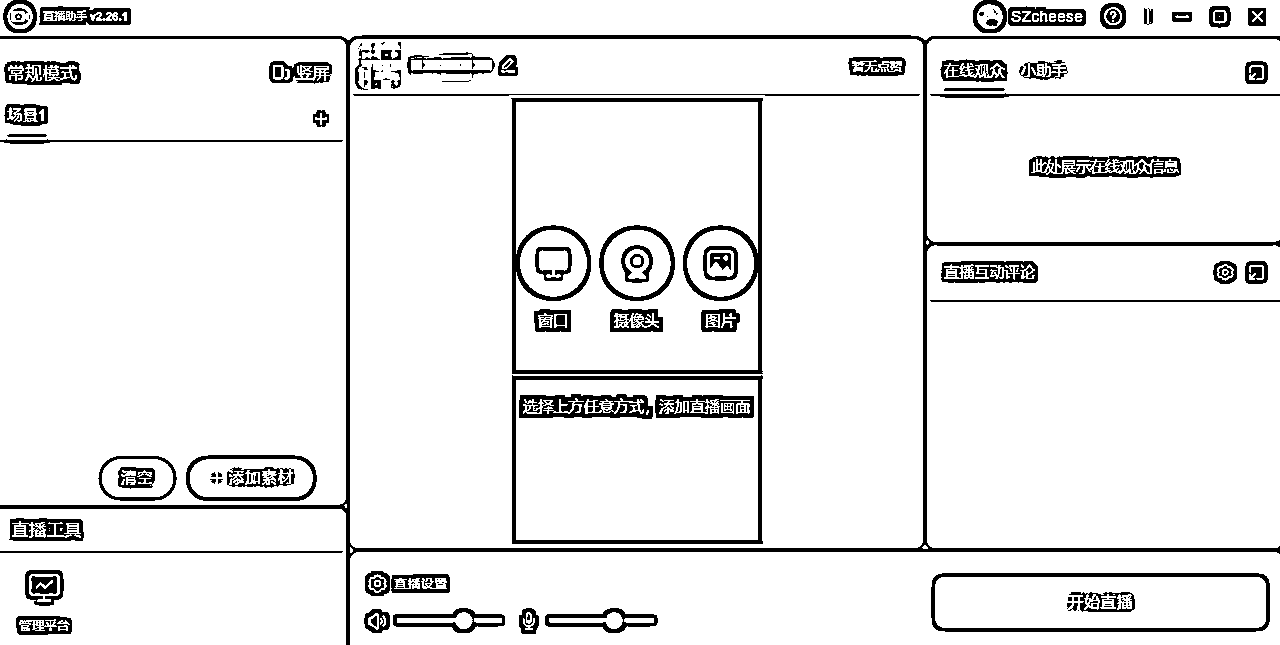 直播助手 v2.26.1
SZcheese
常规模式
竖屏
场景1
清空
添加素材
直播工具
管理平台
暂无点赞
窗口
摄像头
图片
选择上方任意方式，添加直播画面
直播设置
在线观众
小助手
此处展示在线观众信息
直播互动评论
开始直播